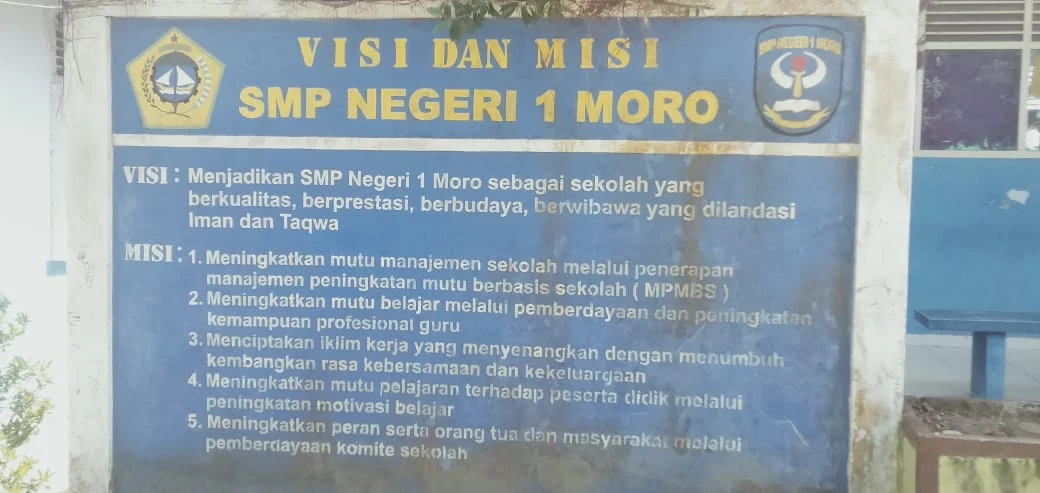 VISI DAN MISI
SMP NEGERI 1 MORO
SMP NEGERI 1 MORO
VISI : Menjadikan SMP Negeri 1 Moro sebagai sekolah yang
berkualitas, berprestasi, berbudaya, berwibawa yang dilandasi
Iman dan Taqwa
MISI : 1. Meningkatkan mutu manajemen sekolah melalui penerapan
manajemen peningkatan mutu berbasis sekolah ( MPMBS )
2. Meningkatkan mutu belajar melalui pemberdayaan dan peningkatan
kemampuan profesional guru
3. Menciptakan iklim kerja yang menyenangkan dengan menumbuh
kembangkan rasa kebersamaan dan kekeluargaan
4. Meningkatkan mutu pelajaran terhadap peserta didik melalui
peningkatan motivasi belajar
5. Meningkatkan peran serta orang tua dan masyarakat melalui
pemberdayaan komite sekolah